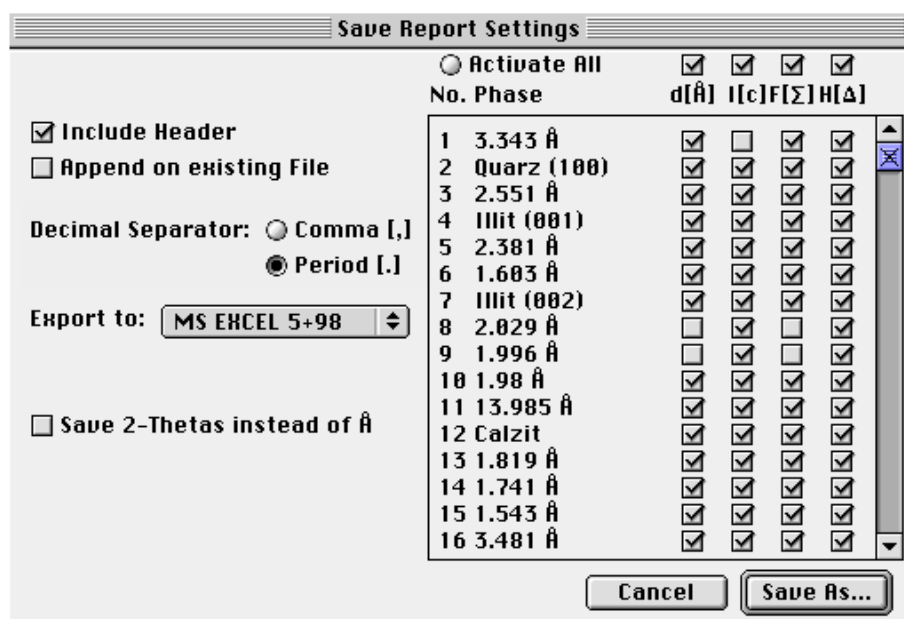 Save Report Settings
Activate All
No. Phase d[Å] I[c] F[Σ] H[Δ]
Include Header
Append on existing File
Decimal Separator: Comma [,]
Period [.]
Export to: MS EXCEL 5+98
Save 2-Thetas instead of Å
1 3.343 Å
2 Quarz (100)
3 2.551 Å
4 Illit (001)
5 2.381 Å
6 1.603 Å
7 Illit (002)
8 2.029 Å
9 1.996 Å
10 1.98 Å
11 13.985 Å
12 Calzit
13 1.819 Å
14 1.741 Å
15 1.543 Å
16 3.481 Å
Cancel Save As...